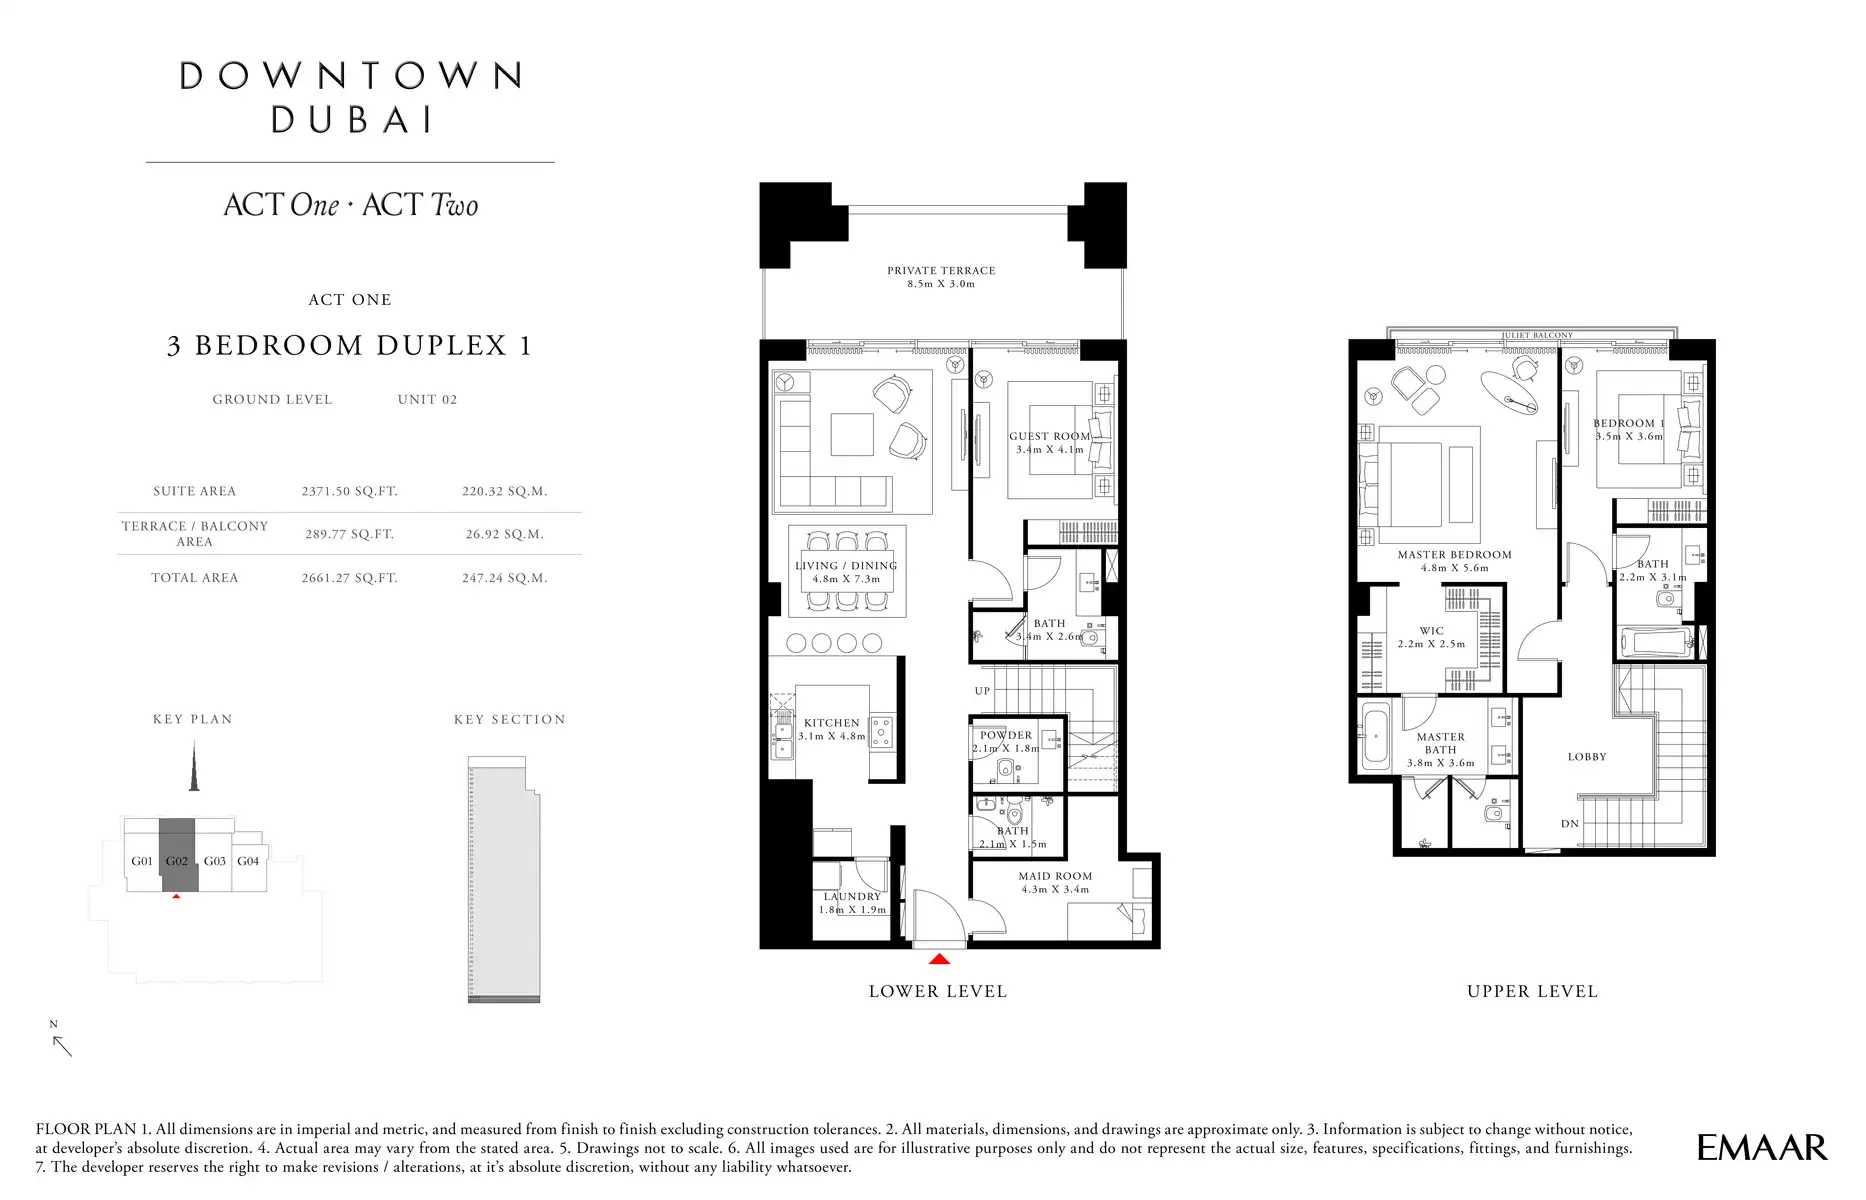 DOWNTOWN
DUBAI
ACT One · ACT Two
ACT ONE
3 BEDROOM DUPLEX 1
GROUND LEVEL UNIT 02
SUITE AREA 2371.50 SQ.FT. 220.32 SQ.M.
TERRACE / BALCONY
AREA 289.77 SQ.FT. 26.92 SQ.M.
TOTAL AREA 2661.27 SQ.FT. 247.24 SQ.M.
KEY PLAN
KEY SECTION
G01 G02 G03 G04
N
PRIVATE TERRACE
8.5m X 3.0m
GUEST ROOM
3.4m X 4.1m
LIVING / DINING
4.8m X 7.3m
BATH
3.4m X 2.6m
UP
KITCHEN
3.1m X 4.8m
POWDER
2.1m X 1.8m
BATH
2.1m X 1.5m
MAID ROOM
4.3m X 3.4m
LAUNDRY
1.8m X 1.9m
LOWER LEVEL
JULIET BALCONY
BEDROOM 1
3.5m X 3.6m
MASTER BEDROOM
4.8m X 5.6m
BATH
2.2m X 3.1m
WIC
2.2m X 2.5m
MASTER
BATH
3.8m X 3.6m
LOBBY
DN
UPPER LEVEL
FLOOR PLAN 1. All dimensions are in imperial and metric, and measured from finish to finish excluding construction tolerances. 2. All materials, dimensions, and drawings are approximate only. 3. Information is subject to change without notice,
at developer's absolute discretion. 4. Actual area may vary from the stated area. 5. Drawings not to scale. 6. All images used are for illustrative purposes only and do not represent the actual size, features, specifications, fittings, and furnishings.
7. The developer reserves the right to make revisions / alterations, at it's absolute discretion, without any liability whatsoever.
EMAAR